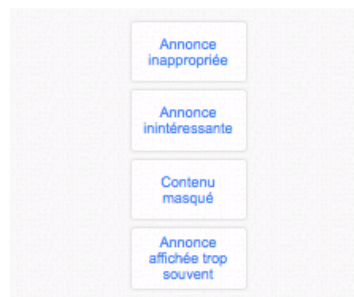 Annonce
inappropriée
Annonce
inintéressante
Contenu
masqué
Annonce
affichée trop
souvent